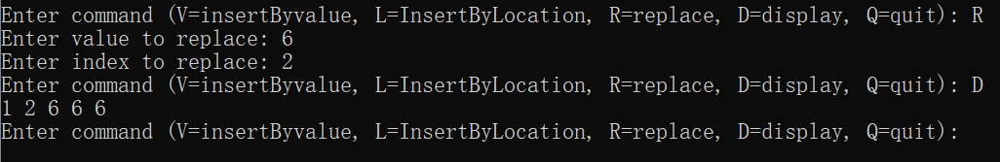 Enter command (V=insertByvalue, L=InsertByLocation, R=replace, D=display, Q=quit): R
Enter value to replace: 6
Enter index to replace: 2
Enter command (V=insertByvalue, L=InsertByLocation, R=replace, D=display, Q=quit): D
1 2 6 6 6
Enter command (V=insertByvalue, L=InsertByLocation, R=replace, D=display, Q=quit):